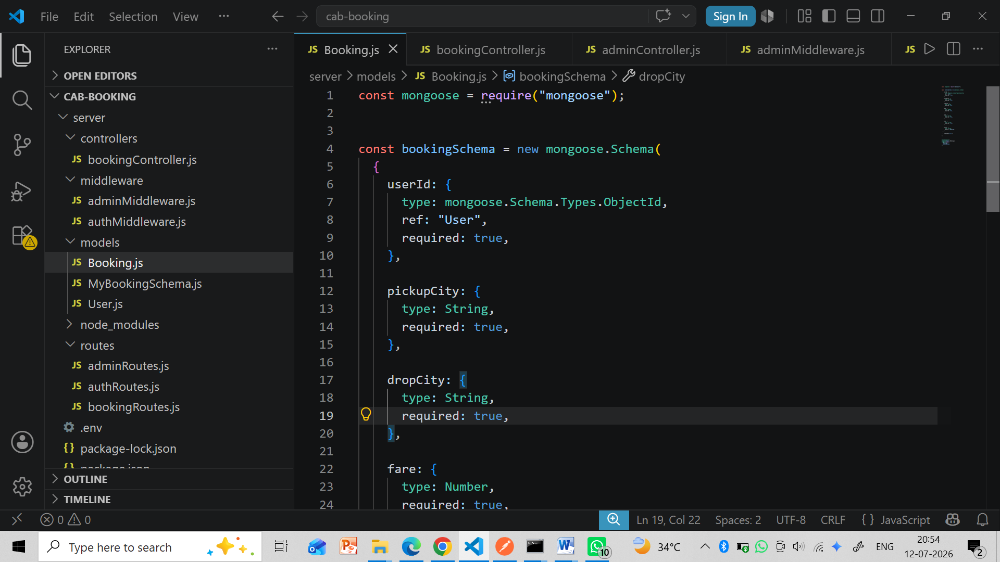 File Edit Selection View ···
cab-booking
Sign In
EXPLORER ···
OPEN EDITORS
CAB-BOOKING
server
controllers
JS bookingController.js
middleware
JS adminMiddleware.js
JS authMiddleware.js
models
JS Booking.js
JS MyBookingSchema.js
JS User.js
node_modules
routes
JS adminRoutes.js
JS authRoutes.js
JS bookingRoutes.js
.env
{} package-lock.json
{} package.json
OUTLINE
TIMELINE
JS Booking.js
JS bookingController.js
JS adminController.js
JS adminMiddleware.js
JS
···
server > models > JS Booking.js > bookingSchema > dropCity
1 const mongoose = require("mongoose");
2
3
4 const bookingSchema = new mongoose.Schema(
5 {
6 userId: {
7 type: mongoose.Schema.Types.ObjectId,
8 ref: "User",
9 required: true,
10 },
11
12 pickupCity: {
13 type: String,
14 required: true,
15 },
16
17 dropCity: {
18 type: String,
19 required: true,
20 },
21
22 fare: {
23 type: Number,
24 required: true,
0 0
Ln 19, Col 22 Spaces: 2 UTF-8 CRLF {} JavaScript
Type here to search
10
34°C
ENG
20:54
12-07-2026
2